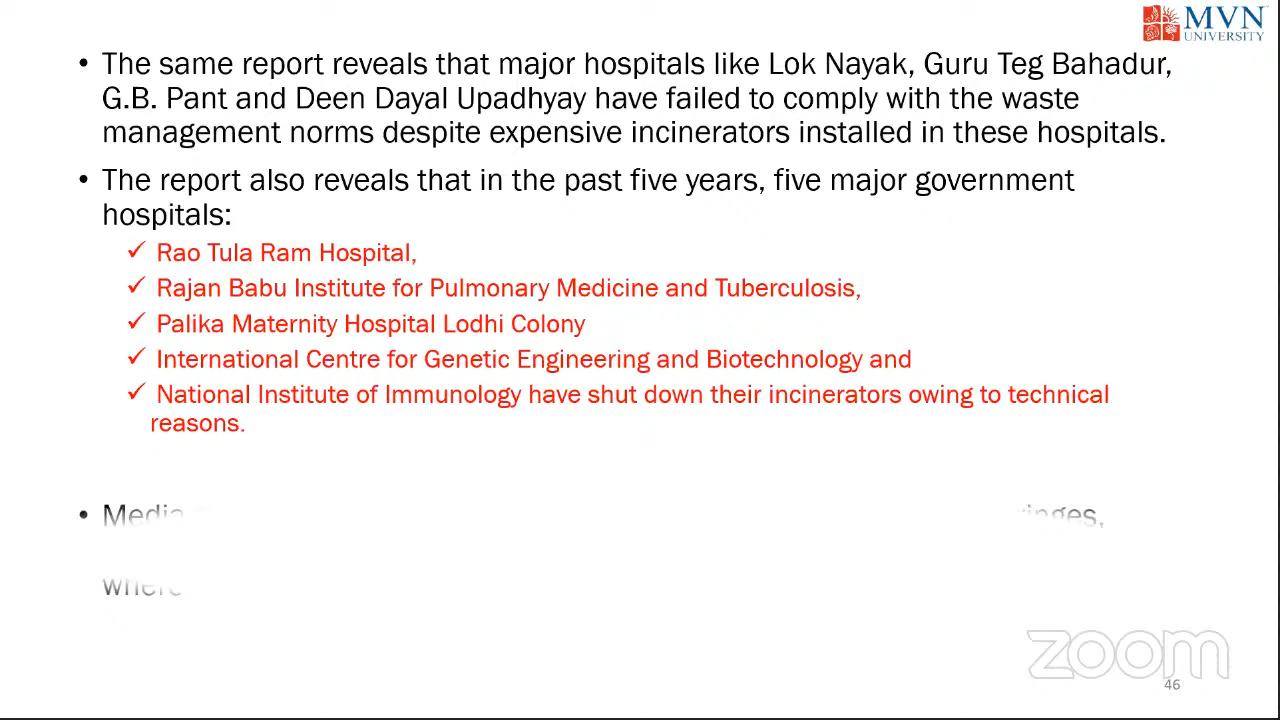 MVN
UNIVERSITY
• The same report reveals that major hospitals like Lok Nayak, Guru Teg Bahadur,
G.B. Pant and Deen Dayal Upadhyay have failed to comply with the waste
management norms despite expensive incinerators installed in these hospitals.
• The report also reveals that in the past five years, five major government
hospitals:
✓ Rao Tula Ram Hospital,
✓ Rajan Babu Institute for Pulmonary Medicine and Tuberculosis,
✓ Palika Maternity Hospital Lodhi Colony
✓ International Centre for Genetic Engineering and Biotechnology and
✓ National Institute of Immunology have shut down their incinerators owing to technical
reasons.
• Media
zoom
46